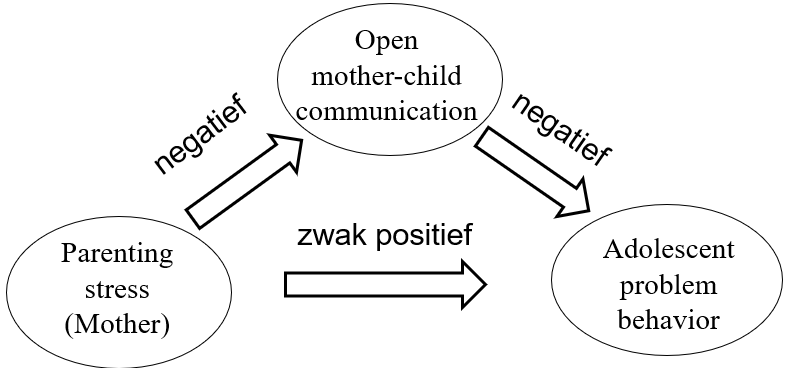 Open
mother-child
communication
negatief
negatief
zwak positief
Parenting
stress
(Mother)
Adolescent
problem
behavior